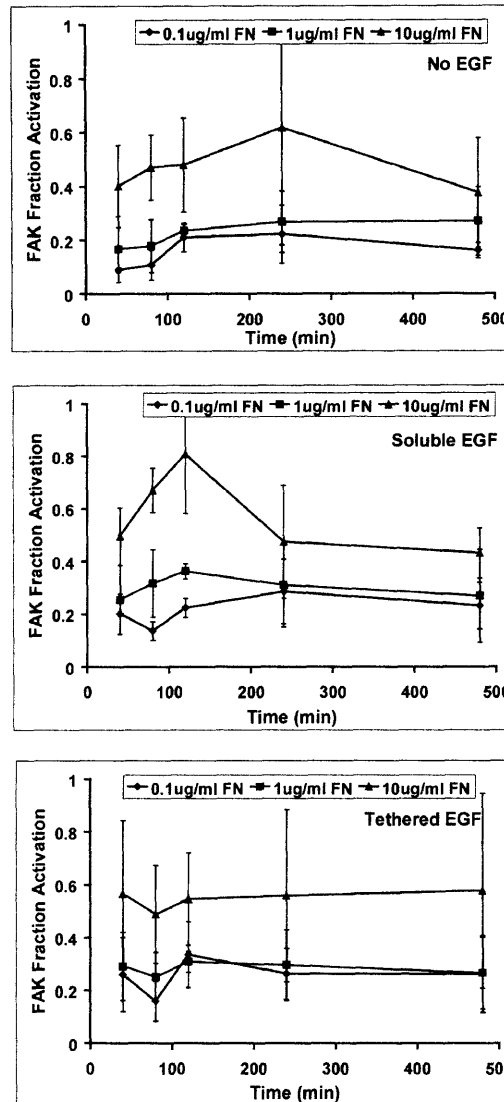 0.1ug/ml FN 1ug/ml FN 10ug/ml FN
No EGF
FAK Fraction Activation
1
0.8
0.6
0.4
0.2
0
0 100 200 300 400 500
Time (min)
0.1ug/ml FN 1ug/ml FN 10ug/ml FN
Soluble EGF
FAK Fraction Activation
1
0.8
0.6
0.4
0.2
0
0 100 200 300 400 500
Time (min)
0.1ug/ml FN 1ug/ml FN 10ug/ml FN
Tethered EGF
FAK Fraction Activation
1
0.8
0.6
0.4
0.2
0
0 100 200 300 400 50
Time (min)